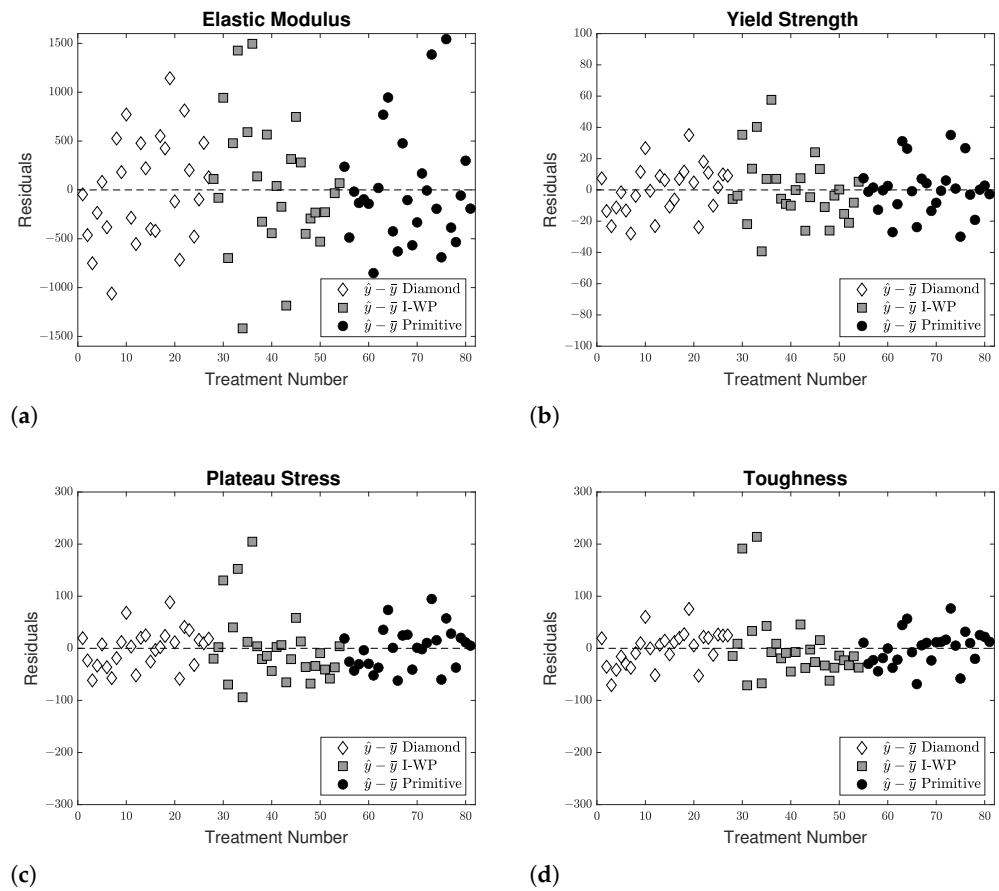 Elastic Modulus
1500
1000
500
0
−500
−1000
−1500
Residuals
0 10 20 30 40 50 60 70 80
Treatment Number
ŷ − ȳ Diamond
ŷ − ȳ I-WP
ŷ − ȳ Primitive
(a)
Yield Strength
100
80
60
40
20
0
−20
−40
−60
−80
−100
Residuals
0 10 20 30 40 50 60 70 80
Treatment Number
ŷ − ȳ Diamond
ŷ − ȳ I-WP
ŷ − ȳ Primitive
(b)
Plateau Stress
300
200
100
0
−100
−200
−300
Residuals
0 10 20 30 40 50 60 70 80
Treatment Number
ŷ − ȳ Diamond
ŷ − ȳ I-WP
ŷ − ȳ Primitive
(c)
Toughness
300
200
100
0
−100
−200
−300
Residuals
0 10 20 30 40 50 60 70 80
Treatment Number
ŷ − ȳ Diamond
ŷ − ȳ I-WP
ŷ − ȳ Primitive
(d)